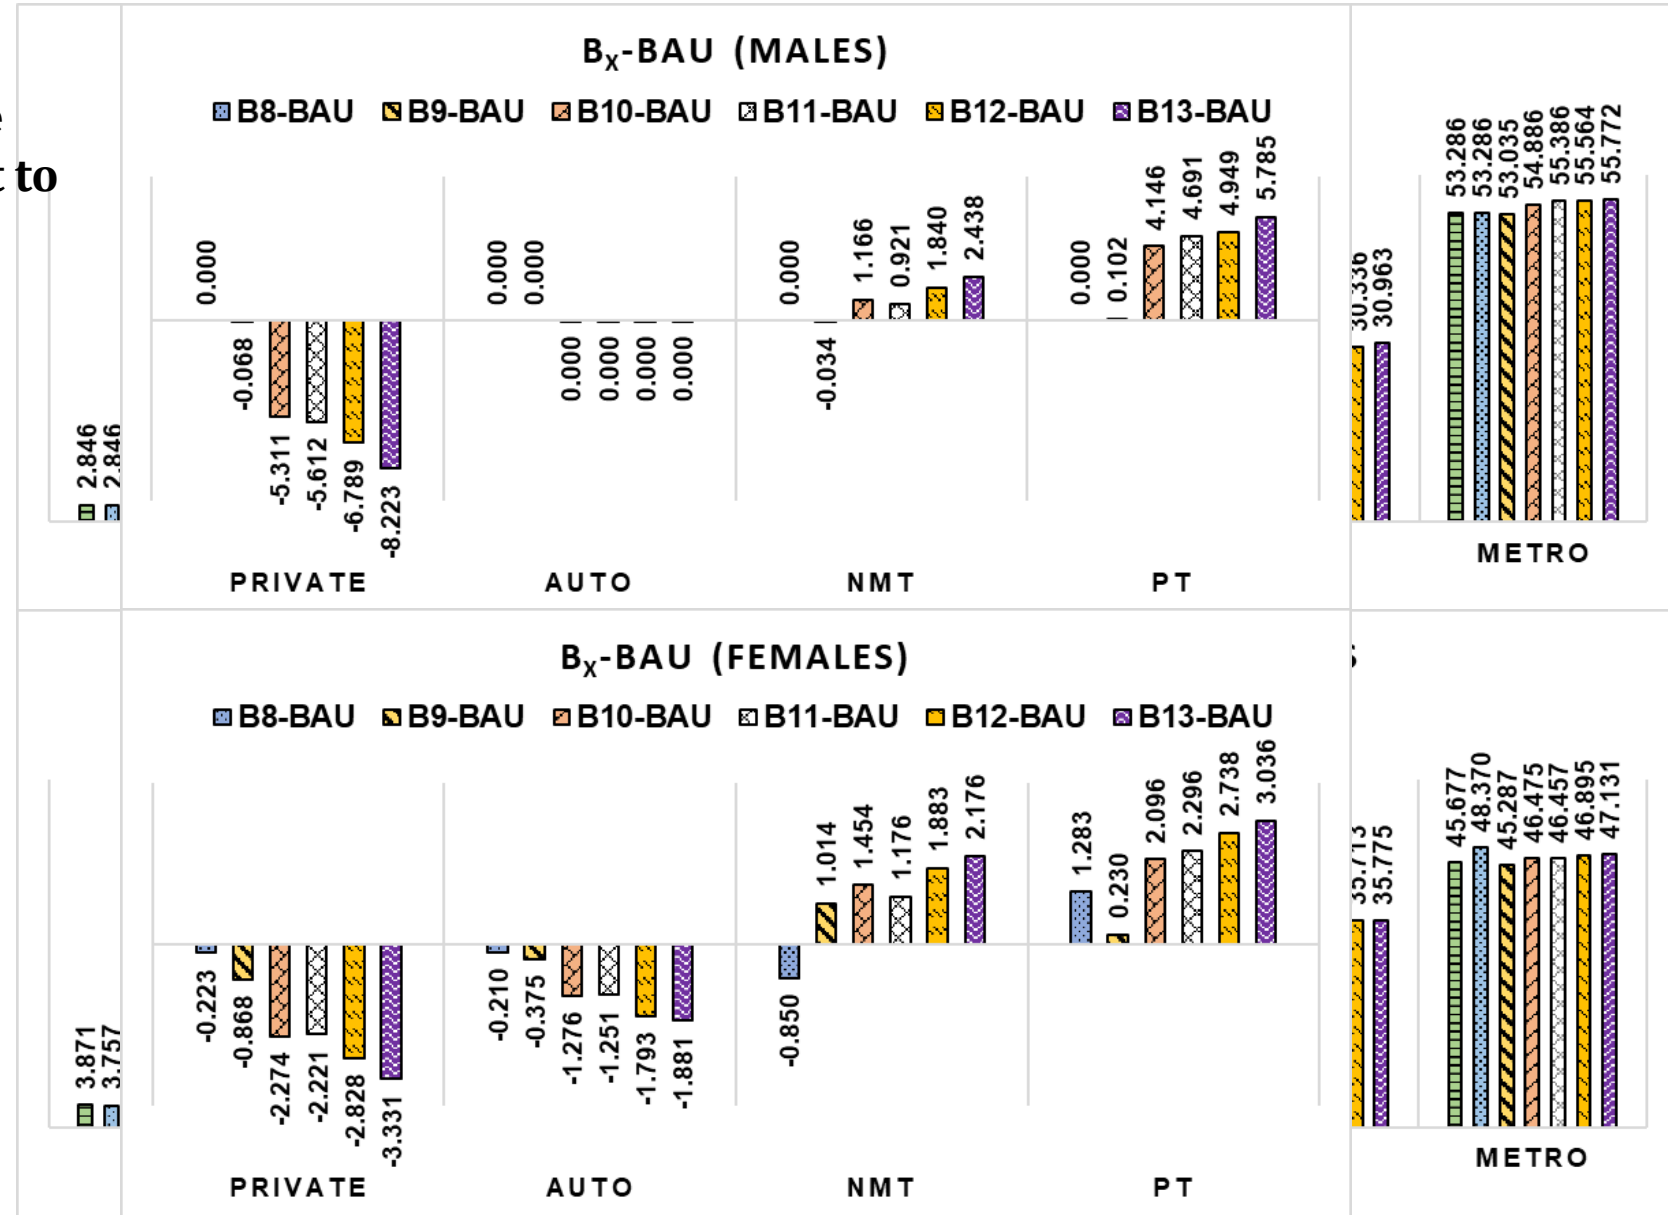 t to
B_X-BAU (MALES)
B8-BAU B9-BAU B10-BAU B11-BAU B12-BAU B13-BAU
0.000 -0.068 -5.311 -5.612 -6.789 -8.223
0.000 0.000 0.000 0.000 0.000 0.000
0.000 -0.034 1.166 0.921 1.840 2.438
0.000 0.102 4.146 4.691 4.949 5.785
2.846 2.846
30.336 30.963
53.286 53.286 53.035 54.886 55.386 55.564 55.772
PRIVATE AUTO NMT PT METRO
B_X-BAU (FEMALES)
B8-BAU B9-BAU B10-BAU B11-BAU B12-BAU B13-BAU
-0.223 -0.868 -2.274 -2.221 -2.828 -3.331
-0.210 -0.375 -1.276 -1.251 -1.793 -1.881
-0.850 1.014 1.454 1.176 1.883 2.176
1.283 0.230 2.096 2.296 2.738 3.036
3.871 3.757
35.713 35.775
45.677 48.370 45.287 46.475 46.457 46.895 47.131
PRIVATE AUTO NMT PT METRO